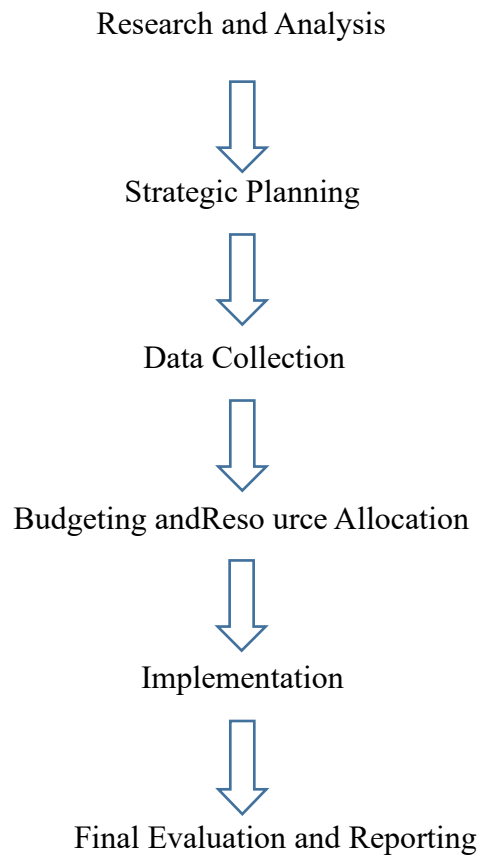 Research and Analysis
Strategic Planning
Data Collection
Budgeting andReso urce Allocation
Implementation
Final Evaluation and Reporting